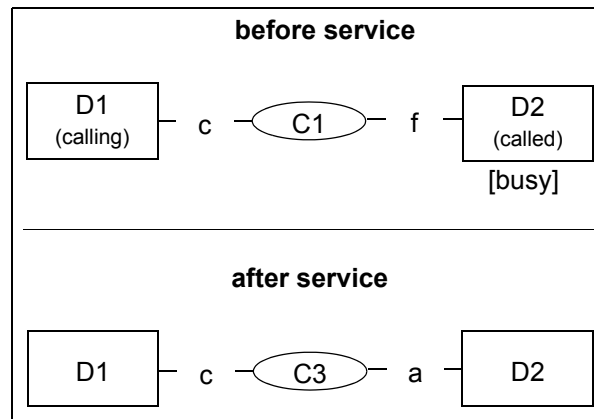 before service
D1
(calling)
c
C1
f
D2
(called)
[busy]
after service
D1
c
C3
a
D2